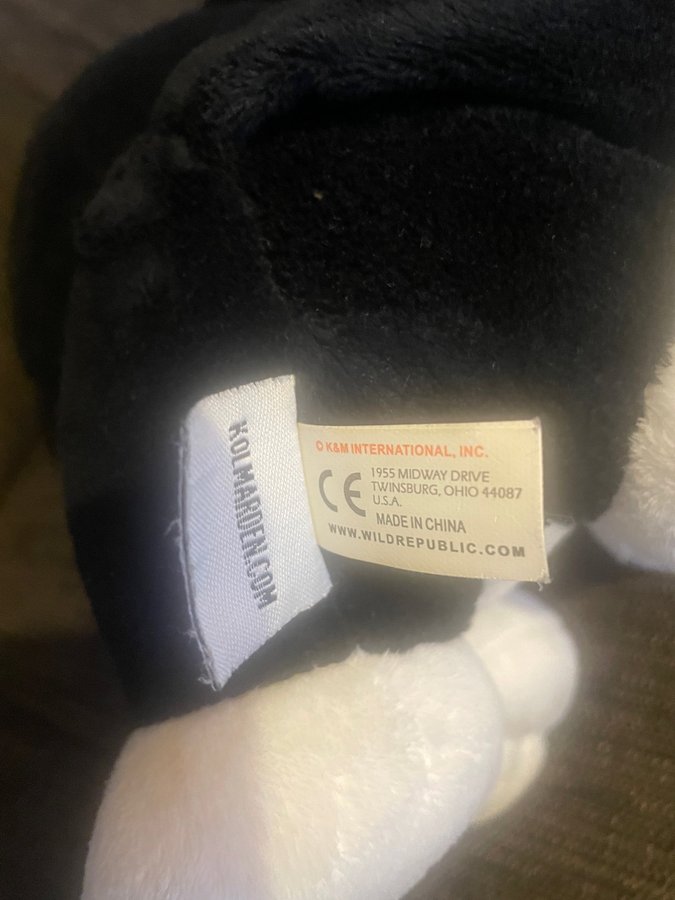 KOLMARDEN.COM
© K&M INTERNATIONAL, INC.
CE
1955 MIDWAY DRIVE
TWINSBURG, OHIO 44087
U.S.A.
MADE IN CHINA
WWW.WILDREPUBLIC.COM